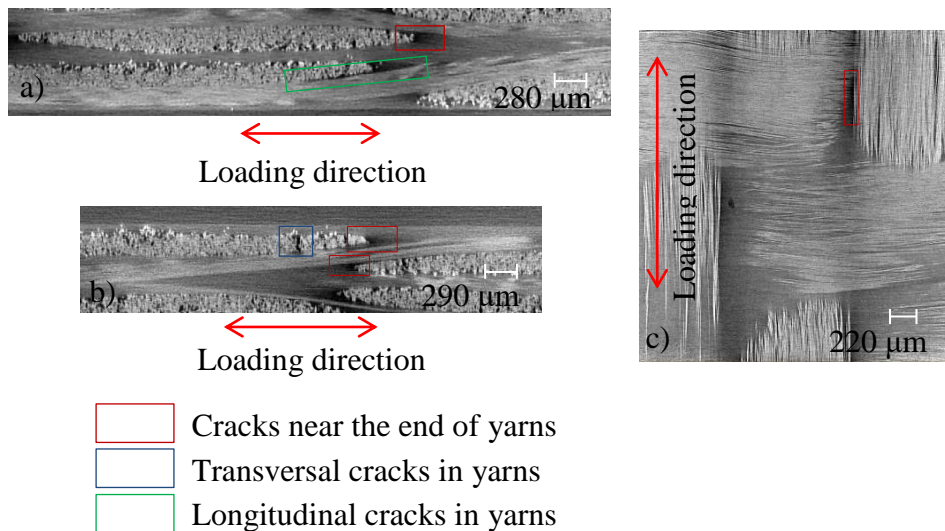 a)
280 µm
Loading direction
b)
290 µm
Loading direction
c)
220 µm
Loading direction
Cracks near the end of yarns
Transversal cracks in yarns
Longitudinal cracks in yarns